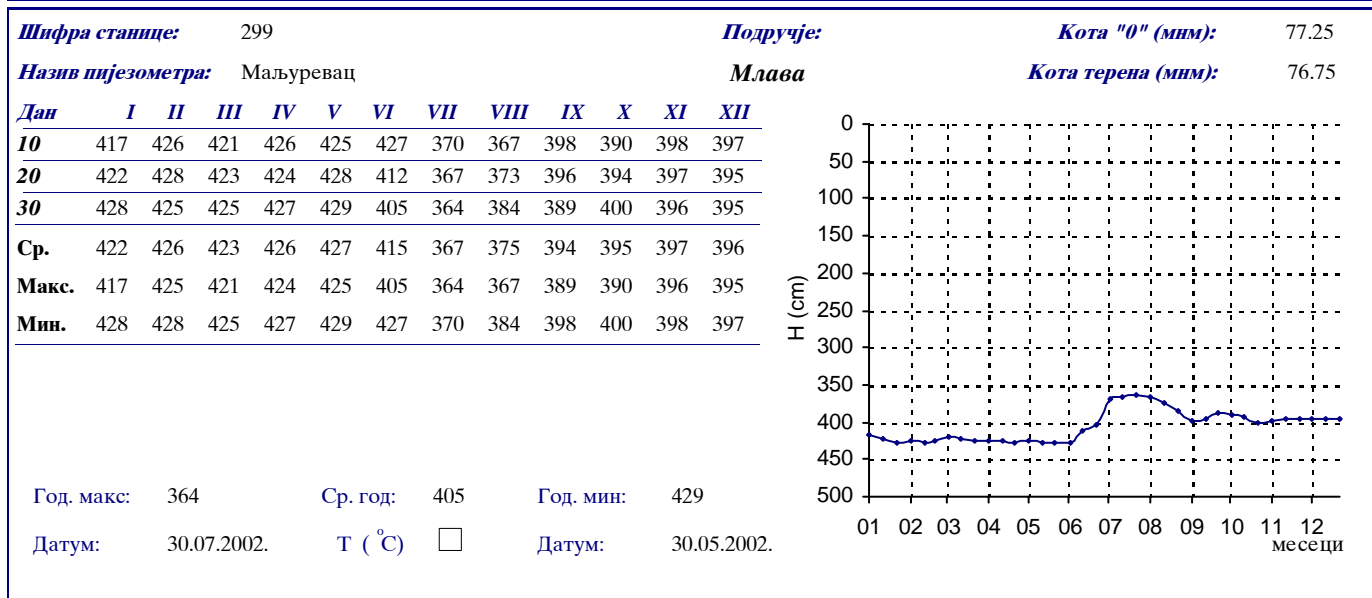 Шифра станице: 299 Подручје: Кота "0" (мнм): 77.25
Назив пијезометра: Маљуревац Млава Кота терена (мнм): 76.75
Дан I II III IV V VI VII VIII IX X XI XII
10 417 426 421 426 425 427 370 367 398 390 398 397
20 422 428 423 424 428 412 367 373 396 394 397 395
30 428 425 425 427 429 405 364 384 389 400 396 395
Ср. 422 426 423 426 427 415 367 375 394 395 397 396
Макс. 417 425 421 424 425 405 364 367 389 390 396 395
Мин. 428 428 425 427 429 427 370 384 398 400 398 397
0
50
100
150
200
250
300
350
400
450
500
H (cm)
01 02 03 04 05 06 07 08 09 10 11 12
месеци
Год. макс: 364 Ср. год: 405 Год. мин: 429
Датум: 30.07.2002. Т ( °C) Датум: 30.05.2002.